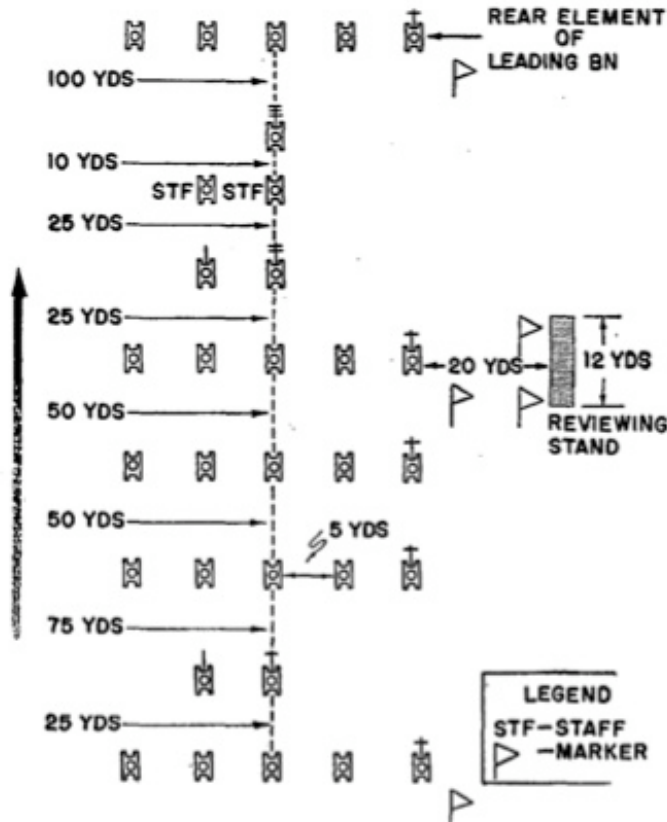 REAR ELEMENT
OF
LEADING BN
100 YDS
10 YDS
STF STF
25 YDS
25 YDS
20 YDS
12 YDS
50 YDS
REVIEWING
STAND
50 YDS
5 YDS
75 YDS
LEGEND
STF-STAFF
-MARKER
25 YDS